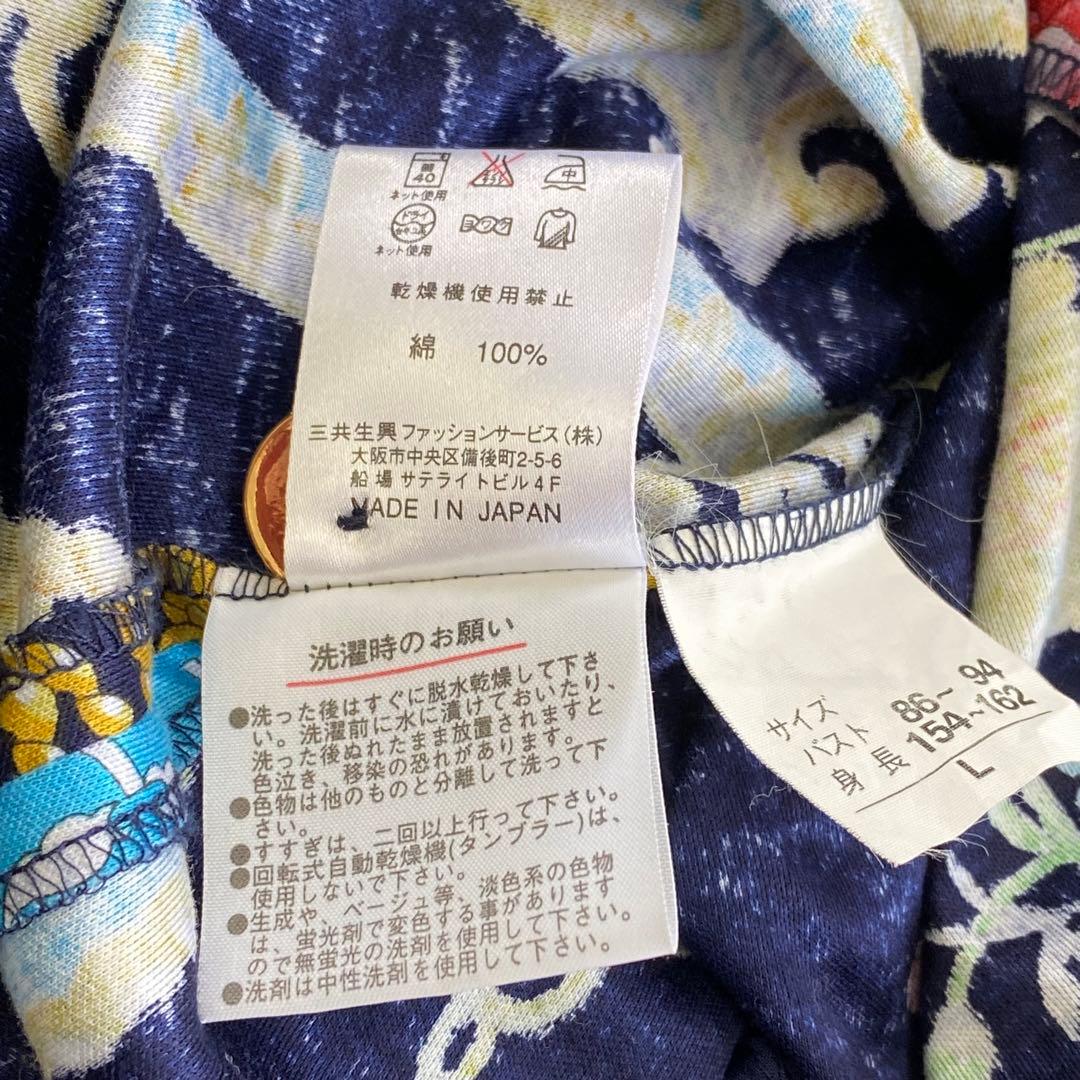 40
ネット使用
エンソサラシ
中
ドライ
ネット使用
ヨワク
乾燥機使用禁止
綿 100%
三共生興ファッションサービス(株)
大阪市中央区備後町2-5-6
船場サテライトビル4F
MADE IN JAPAN
洗濯時のお願い
●洗った後はすぐに脱水乾燥して下さ
い。洗濯前に水に漬けておいたり、
洗った後ぬれたまま放置されますと
色泣き、移染の恐れがあります。
●色物は他のものと分離して洗って下
さい。
●すすぎは、二回以上行って下さい。
●回転式自動乾燥機(タンブラー)は、
使用しないで下さい。
●生成や、ベージュ等、淡色系の色物
は、蛍光剤で変色する事があります
ので無蛍光の洗剤を使用して下さい。
●洗剤は中性洗剤を使用して下さい。
サイズ
バスト 86~94
身長 154~162
L